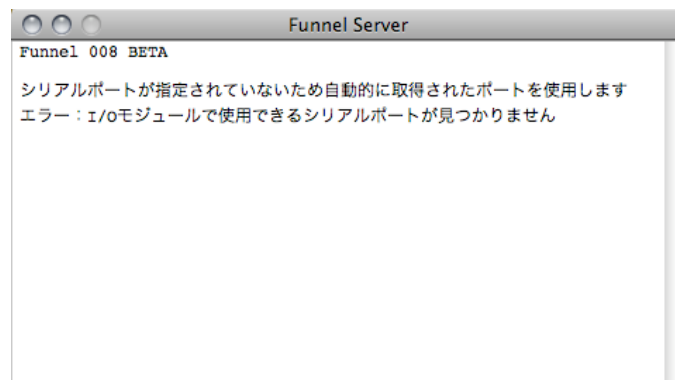 Funnel Server
Funnel 008 BETA
シリアルポートが指定されていないため自動的に取得されたポートを使用します
エラー：I/Oモジュールで使用できるシリアルポートが見つかりません